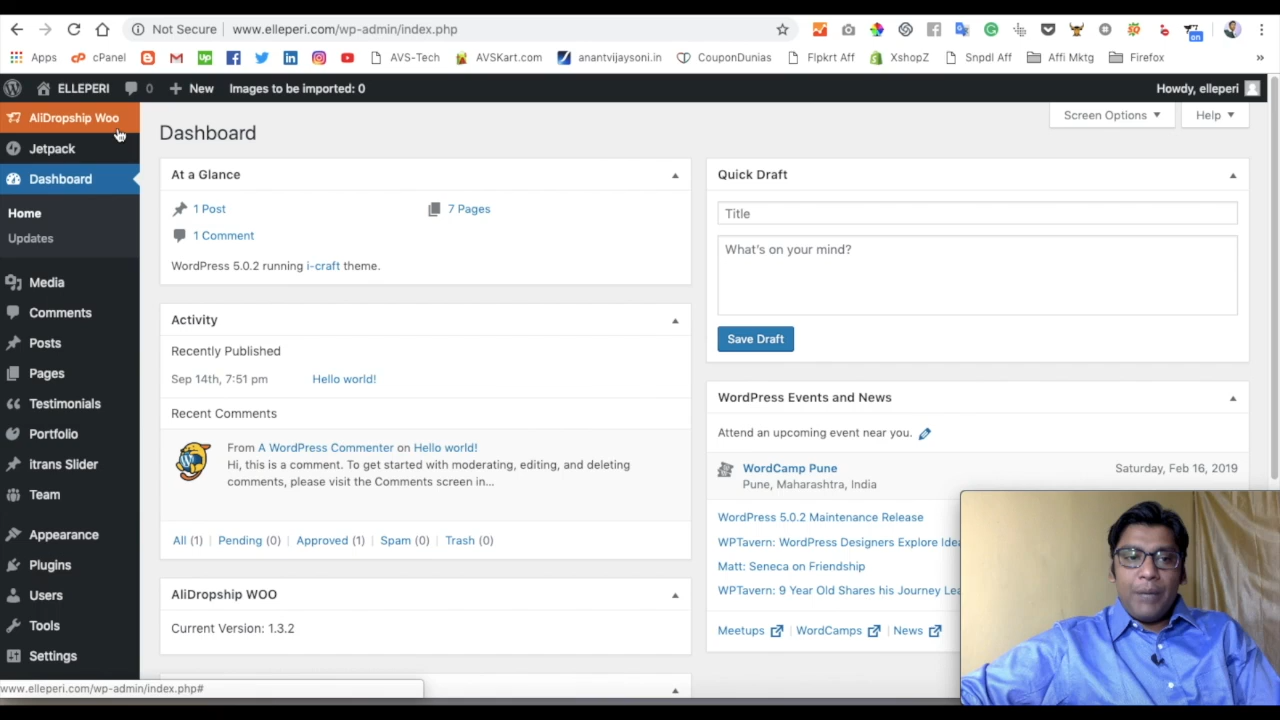 Not Secure www.elleperi.com/wp-admin/index.php on
Apps cPanel Gmail AVS-Tech AVSKart.com anantvijaysoni.in CouponDunias Flpkrt Aff XshopZ Snpdl Aff Affi Mktg Firefox »
ELLEPERI 0 New Images to be imported: 0 Howdy, elleperi
AliDropship Woo
Jetpack
Dashboard
Home
Updates
Media
Comments
Posts
Pages
Testimonials
Portfolio
itrans Slider
Team
Appearance
Plugins
Users
Tools
Settings
www.elleperi.com/wp-admin/index.php#
Screen Options Help
Dashboard
At a Glance
1 Post 7 Pages
1 Comment
WordPress 5.0.2 running i-craft theme.
Activity
Recently Published
Sep 14th, 7:51 pm Hello world!
Recent Comments
From A WordPress Commenter on Hello world!
Hi, this is a comment. To get started with moderating, editing, and deleting
comments, please visit the Comments screen in...
All (1) | Pending (0) | Approved (1) | Spam (0) | Trash (0)
AliDropship WOO
Current Version: 1.3.2
Quick Draft
Title
What's on your mind?
Save Draft
WordPress Events and News
Attend an upcoming event near you.
WordCamp Pune Saturday, Feb 16, 2019
Pune, Maharashtra, India
WordPress 5.0.2 Maintenance Release
WPTavern: WordPress Designers Explore Idea
Matt: Seneca on Friendship
WPTavern: 9 Year Old Shares his Journey Lea
Meetups | WordCamps | News